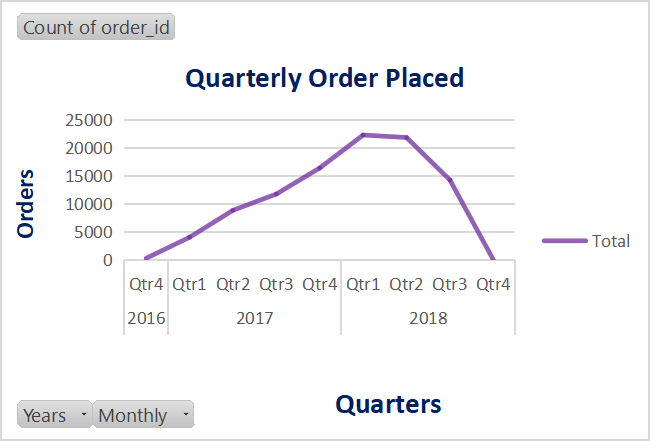 Count of order_id
Quarterly Order Placed
25000
20000
15000
10000
5000
0
Orders
Qtr4 Qtr1 Qtr2 Qtr3 Qtr4 Qtr1 Qtr2 Qtr3 Qtr4
2016 2017 2018
Total
Quarters
Years Monthly